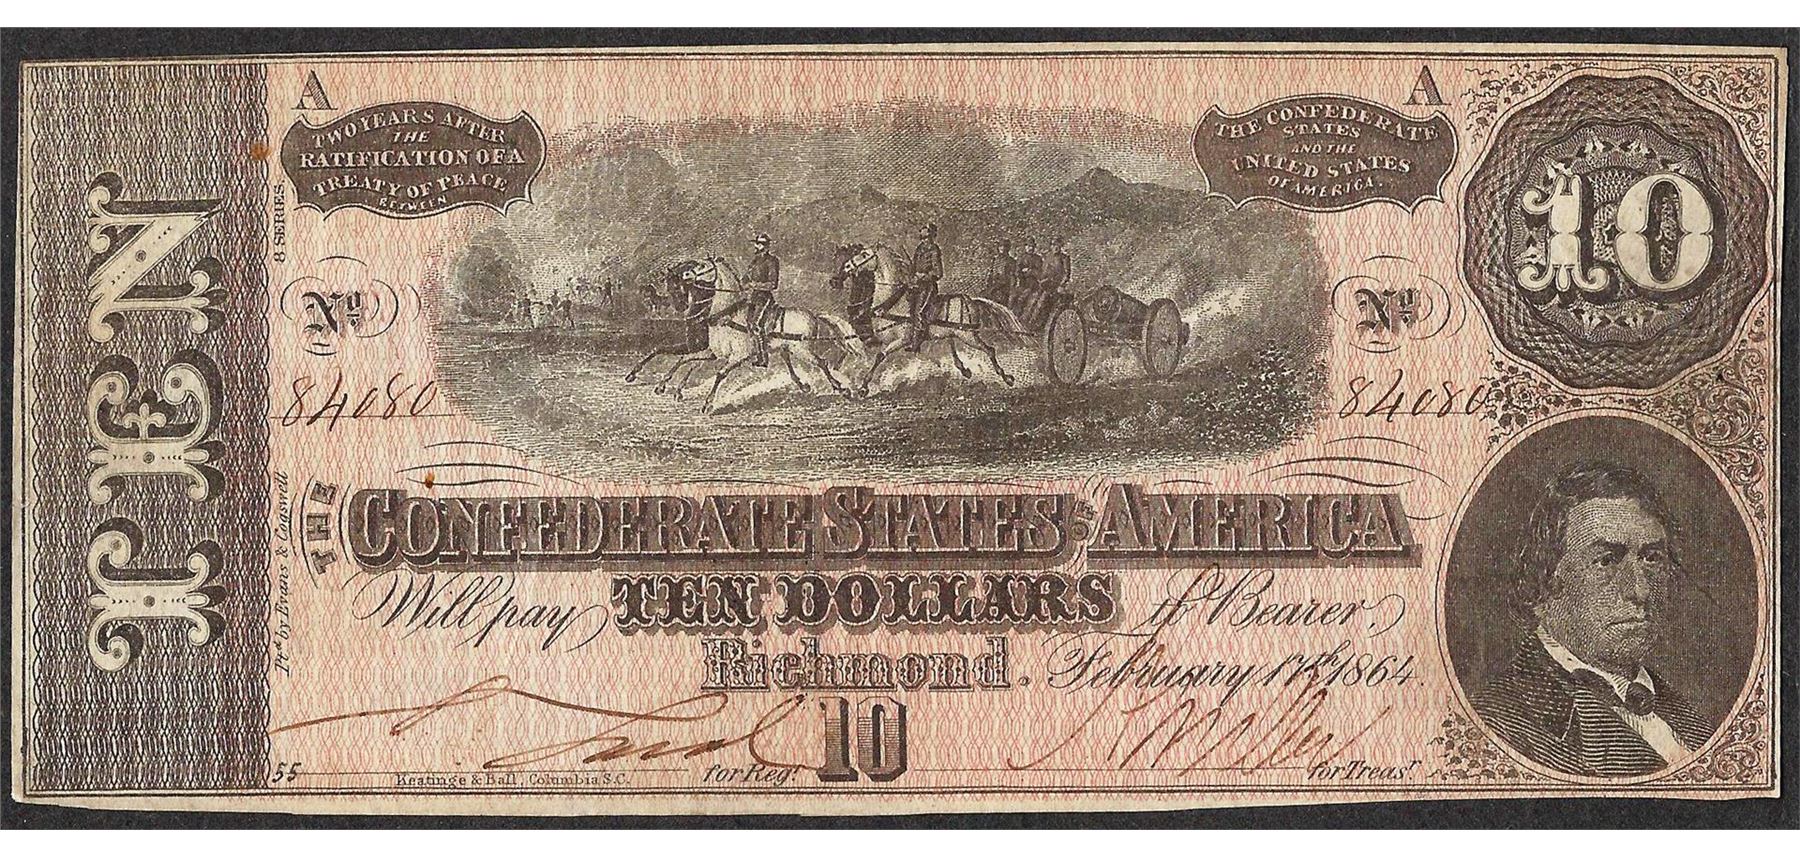 A
A
TWO YEARS AFTER
THE
RATIFICATION OF A
TREATY OF PEACE
BETWEEN
THE CONFEDERATE
STATES
AND THE
UNITED STATES
OF AMERICA.
10
TEN
8 SERIES.
No
No
84080
84080
Ptd. by Evans & Cogswell
THE
CONFEDERATE STATES OF AMERICA
Will pay TEN DOLLARS to Bearer,
Richmond. February 17th, 1864.
10
55
Keatinge & Ball, Columbia S.C.
for Regr.
for Treasr